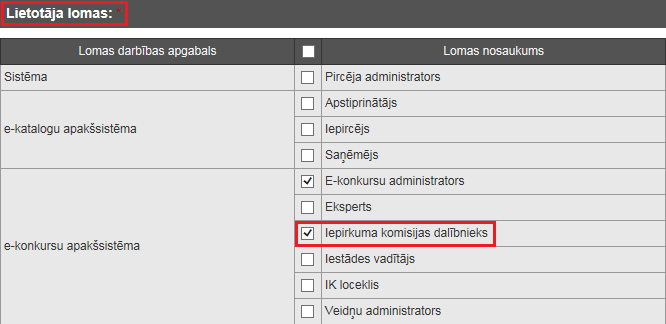 Lietotāja lomas: *
Lomas darbības apgabals Lomas nosaukums
Sistēma Pircēja administrators
e-katalogu apakšsistēma Apstiprinātājs
Iepircējs
Saņēmējs
e-konkursu apakšsistēma E-konkursu administrators
Eksperts
Iepirkuma komisijas dalībnieks
Iestādes vadītājs
IK loceklis
Veidņu administrators